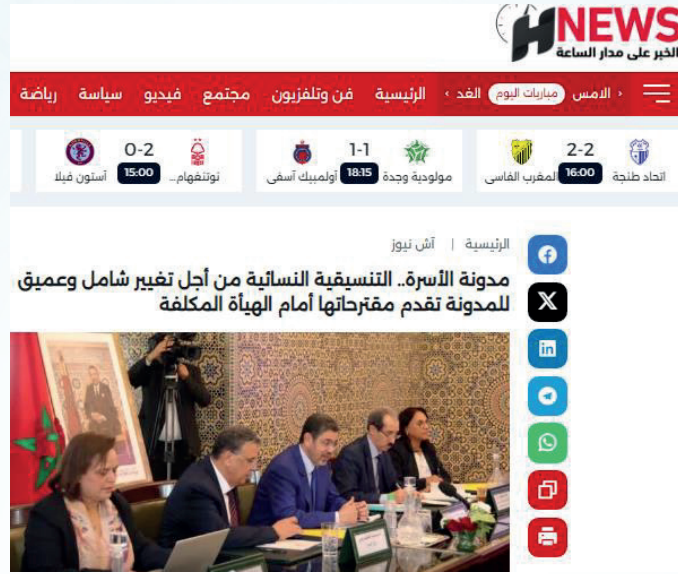 HNEWS
الخبر على مدار الساعة
‹ الامس مباريات اليوم الغد › الرئيسية فن وتلفزيون مجتمع فيديو سياسة رياضة
2-2
اتحاد طنجة 16:00 المغرب الفاسي
1-1
مولودية وجدة 18:15 أولمبيك آسفي
0-2
نوتنغهام... 15:00 آستون فيلا
الرئيسية | آش نيوز
مدونة الأسرة.. التنسيقية النسائية من أجل تغيير شامل وعميق
للمدونة تقدم مقترحاتها أمام الهيأة المكلفة